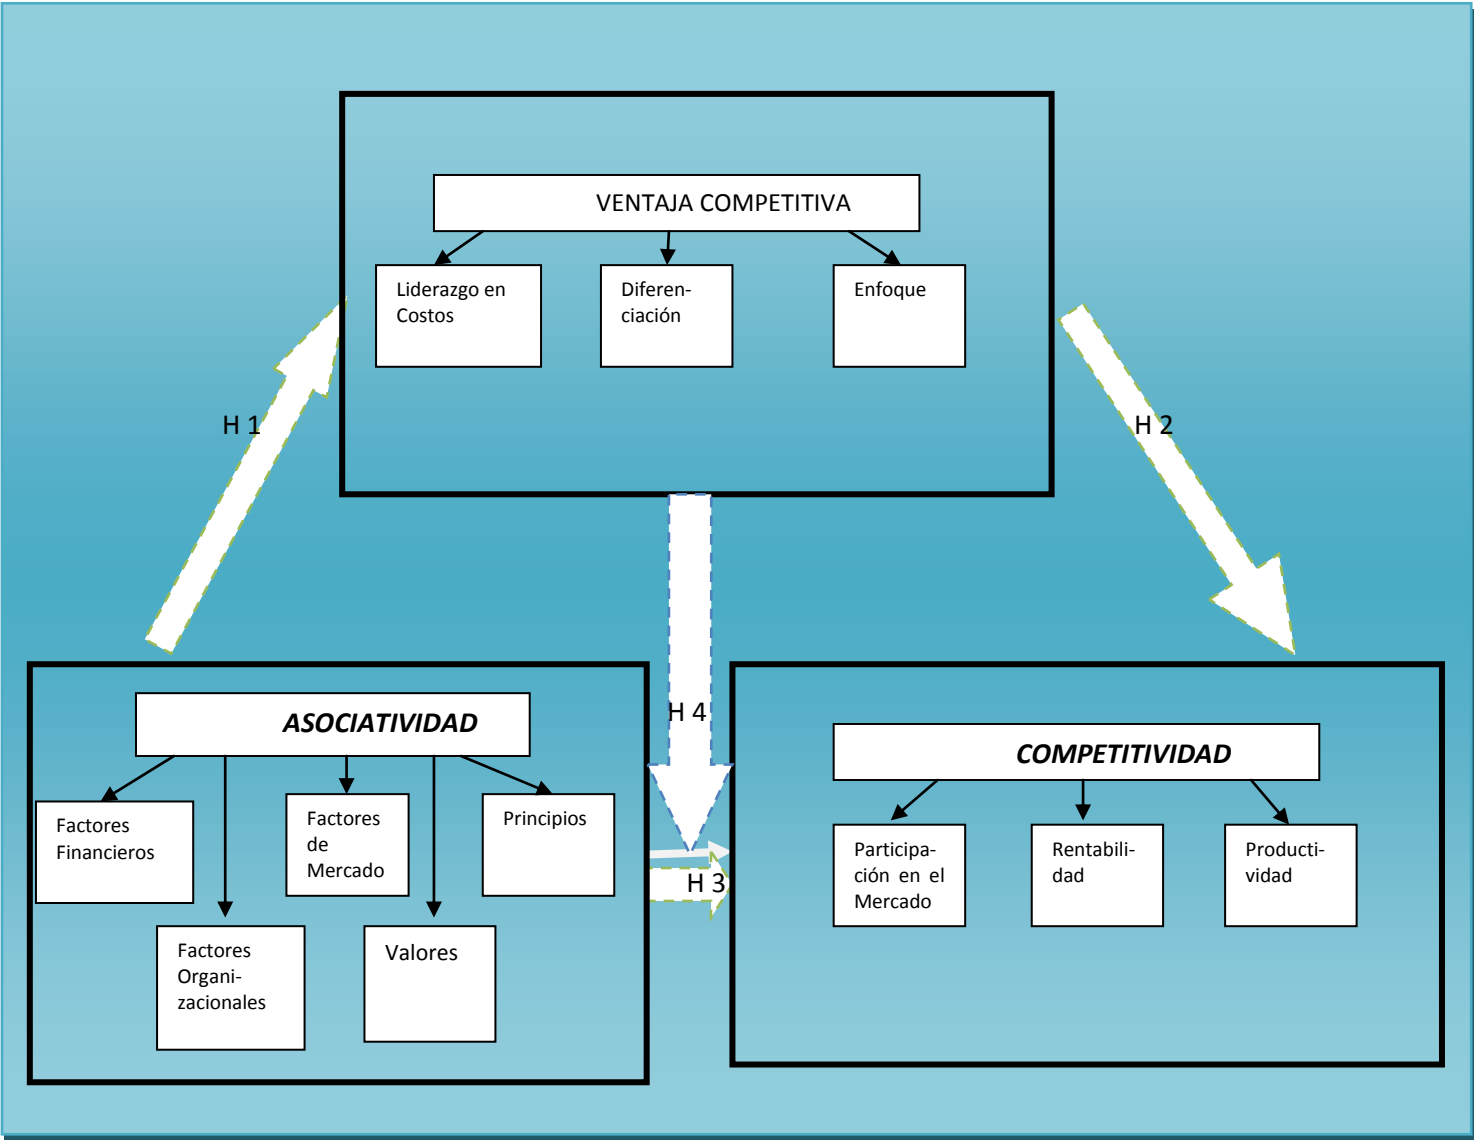 VENTAJA COMPETITIVA
Liderazgo en
Costos
Diferen-
ciación
Enfoque
H 1
H 2
H 4
H 3
ASOCIATIVIDAD
Factores
Financieros
Factores
de
Mercado
Principios
Factores
Organi-
zacionales
Valores
COMPETITIVIDAD
Participa-
ción en el
Mercado
Rentabili-
dad
Producti-
vidad